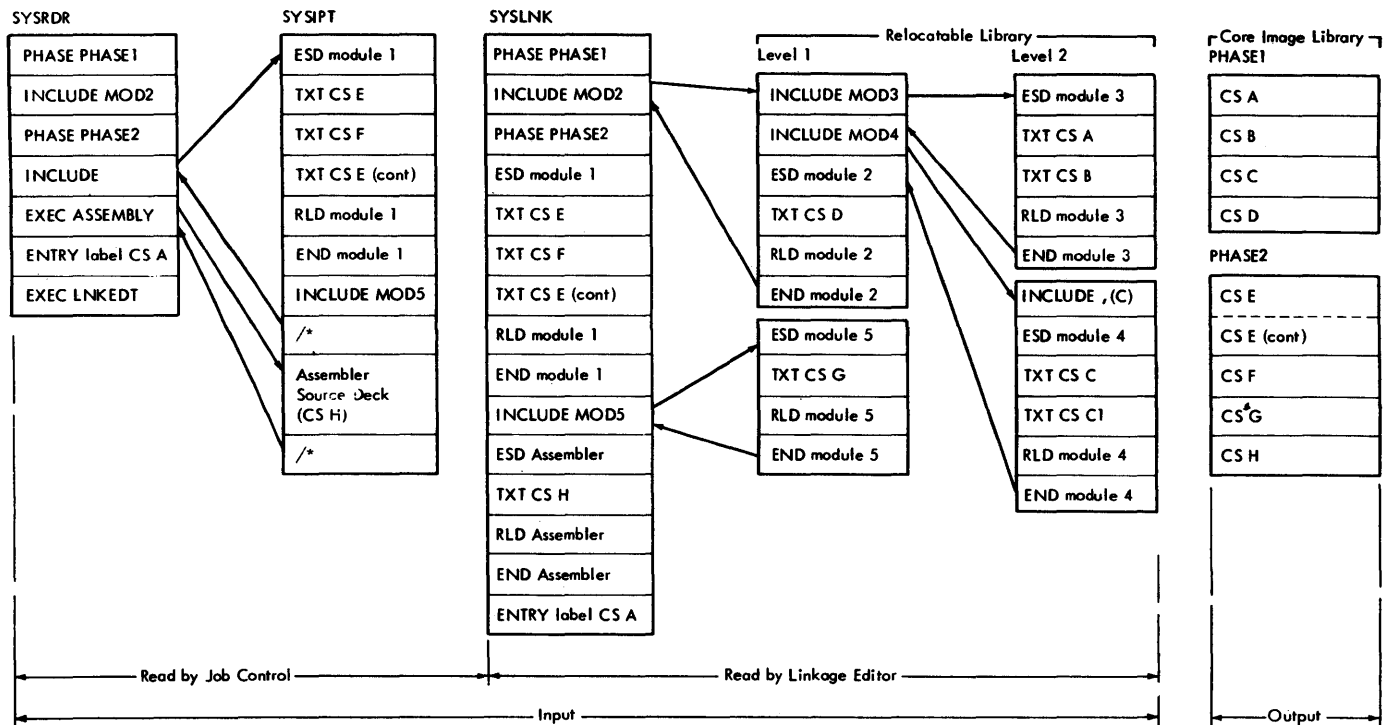 SYSRDR
PHASE PHASE1
INCLUDE MOD2
PHASE PHASE2
INCLUDE
EXEC ASSEMBLY
ENTRY label CS A
EXEC LNKEDT
SYSIPT
ESD module 1
TXT CS E
TXT CS F
TXT CS E (cont)
RLD module 1
END module 1
INCLUDE MOD5
/*
Assembler
Source Deck
(CS H)
/*
SYSLNK
PHASE PHASE1
INCLUDE MOD2
PHASE PHASE2
ESD module 1
TXT CS E
TXT CS F
TXT CS E (cont)
RLD module 1
END module 1
INCLUDE MOD5
ESD Assembler
TXT CS H
RLD Assembler
END Assembler
ENTRY label CS A
Relocatable Library
Level 1
INCLUDE MOD3
INCLUDE MOD4
ESD module 2
TXT CS D
RLD module 2
END module 2
ESD module 5
TXT CS G
RLD module 5
END module 5
Level 2
ESD module 3
TXT CS A
TXT CS B
RLD module 3
END module 3
INCLUDE ,(C)
ESD module 4
TXT CS C
TXT CS C1
RLD module 4
END module 4
Core Image Library
PHASE1
CS A
CS B
CS C
CS D
PHASE2
CS E
CS E (cont)
CS F
CS G
CS H
Read by Job Control
Read by Linkage Editor
Input
Output